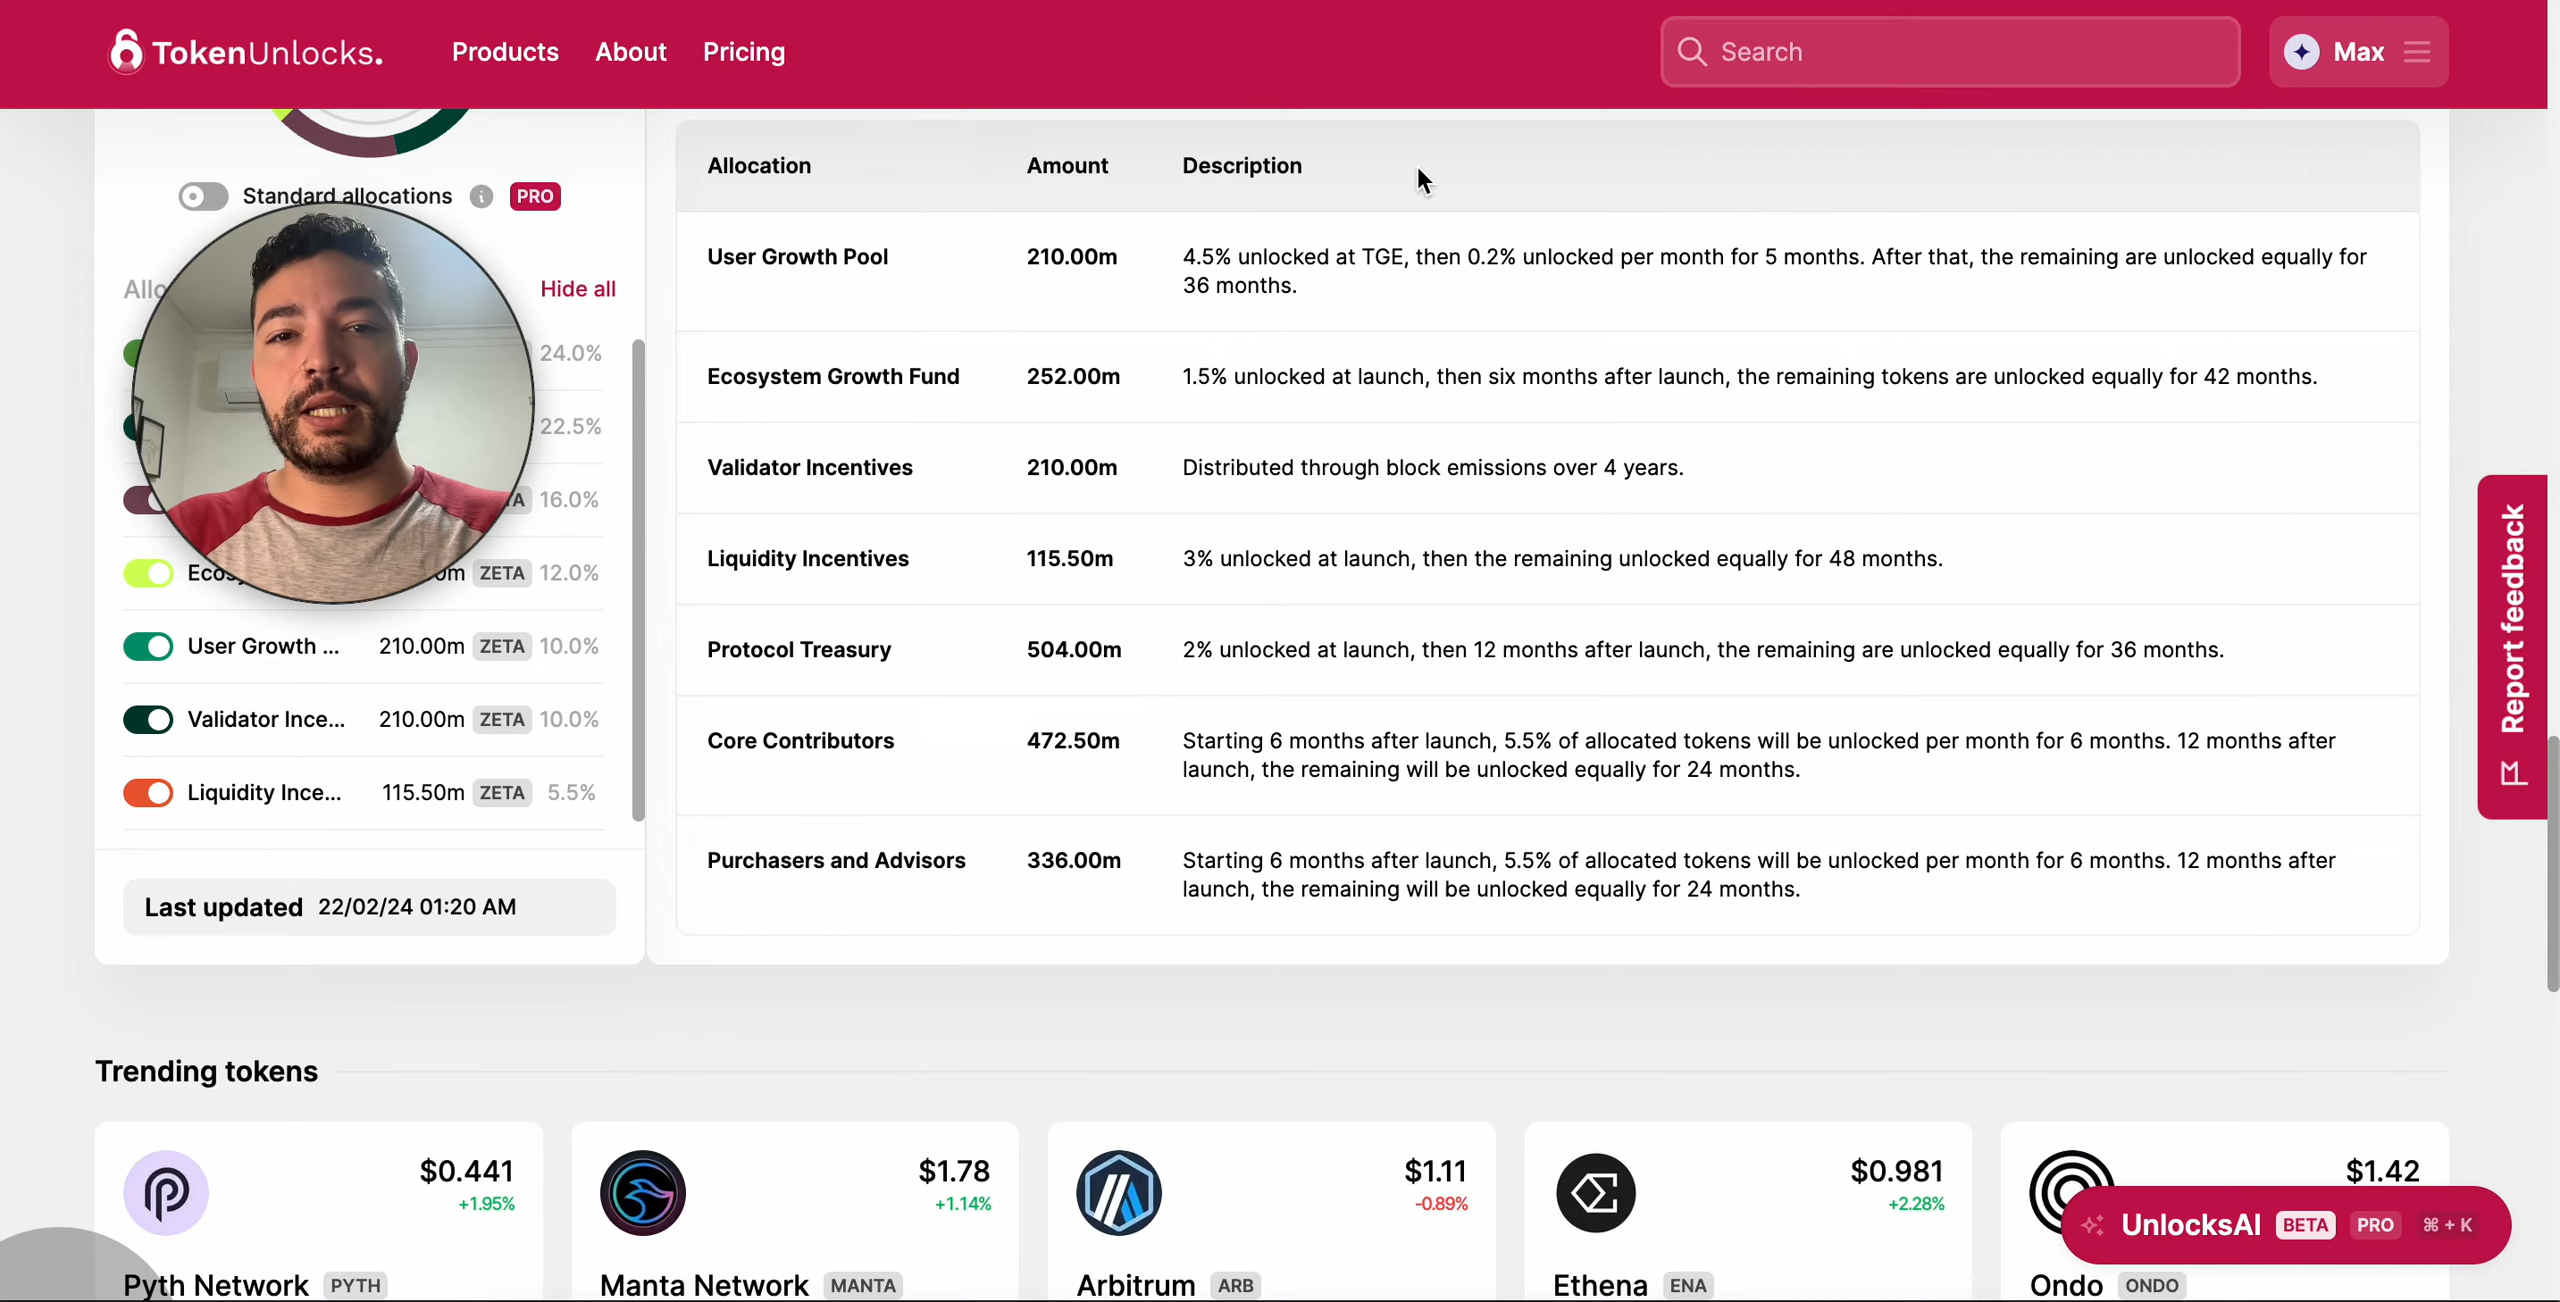 TokenUnlocks.
Products
About
Pricing
Search
Max
Standard allocations
PRO
Hide all
24.0%
22.5%
16.0%
ZETA 12.0%
User Growth ... 210.00m ZETA 10.0%
Validator Ince... 210.00m ZETA 10.0%
Liquidity Ince... 115.50m ZETA 5.5%
Last updated 22/02/24 01:20 AM
Allocation Amount Description
User Growth Pool 210.00m 4.5% unlocked at TGE, then 0.2% unlocked per month for 5 months. After that, the remaining are unlocked equally for
36 months.
Ecosystem Growth Fund 252.00m 1.5% unlocked at launch, then six months after launch, the remaining tokens are unlocked equally for 42 months.
Validator Incentives 210.00m Distributed through block emissions over 4 years.
Liquidity Incentives 115.50m 3% unlocked at launch, then the remaining unlocked equally for 48 months.
Protocol Treasury 504.00m 2% unlocked at launch, then 12 months after launch, the remaining are unlocked equally for 36 months.
Core Contributors 472.50m Starting 6 months after launch, 5.5% of allocated tokens will be unlocked per month for 6 months. 12 months after
launch, the remaining will be unlocked equally for 24 months.
Purchasers and Advisors 336.00m Starting 6 months after launch, 5.5% of allocated tokens will be unlocked per month for 6 months. 12 months after
launch, the remaining will be unlocked equally for 24 months.
Report feedback
Trending tokens
$0.441
+1.95%
Pyth Network PYTH
$1.78
+1.14%
Manta Network MANTA
$1.11
-0.89%
Arbitrum ARB
$0.981
+2.28%
Ethena ENA
$1.42
Ondo ONDO
UnlocksAI BETA PRO ⌘ + K